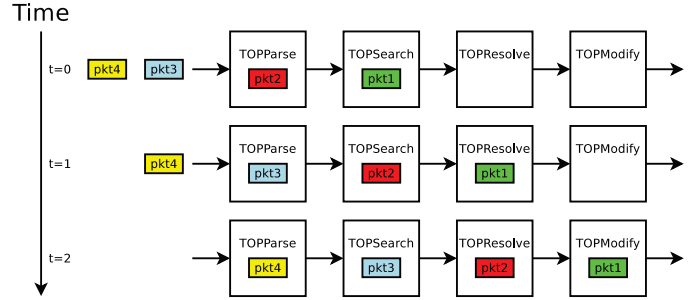 Time
TOPParse TOPSearch TOPResolve TOPModify
t=0 pkt4 pkt3 pkt2 pkt1
TOPParse TOPSearch TOPResolve TOPModify
t=1 pkt4 pkt3 pkt2 pkt1
TOPParse TOPSearch TOPResolve TOPModify
t=2 pkt4 pkt3 pkt2 pkt1